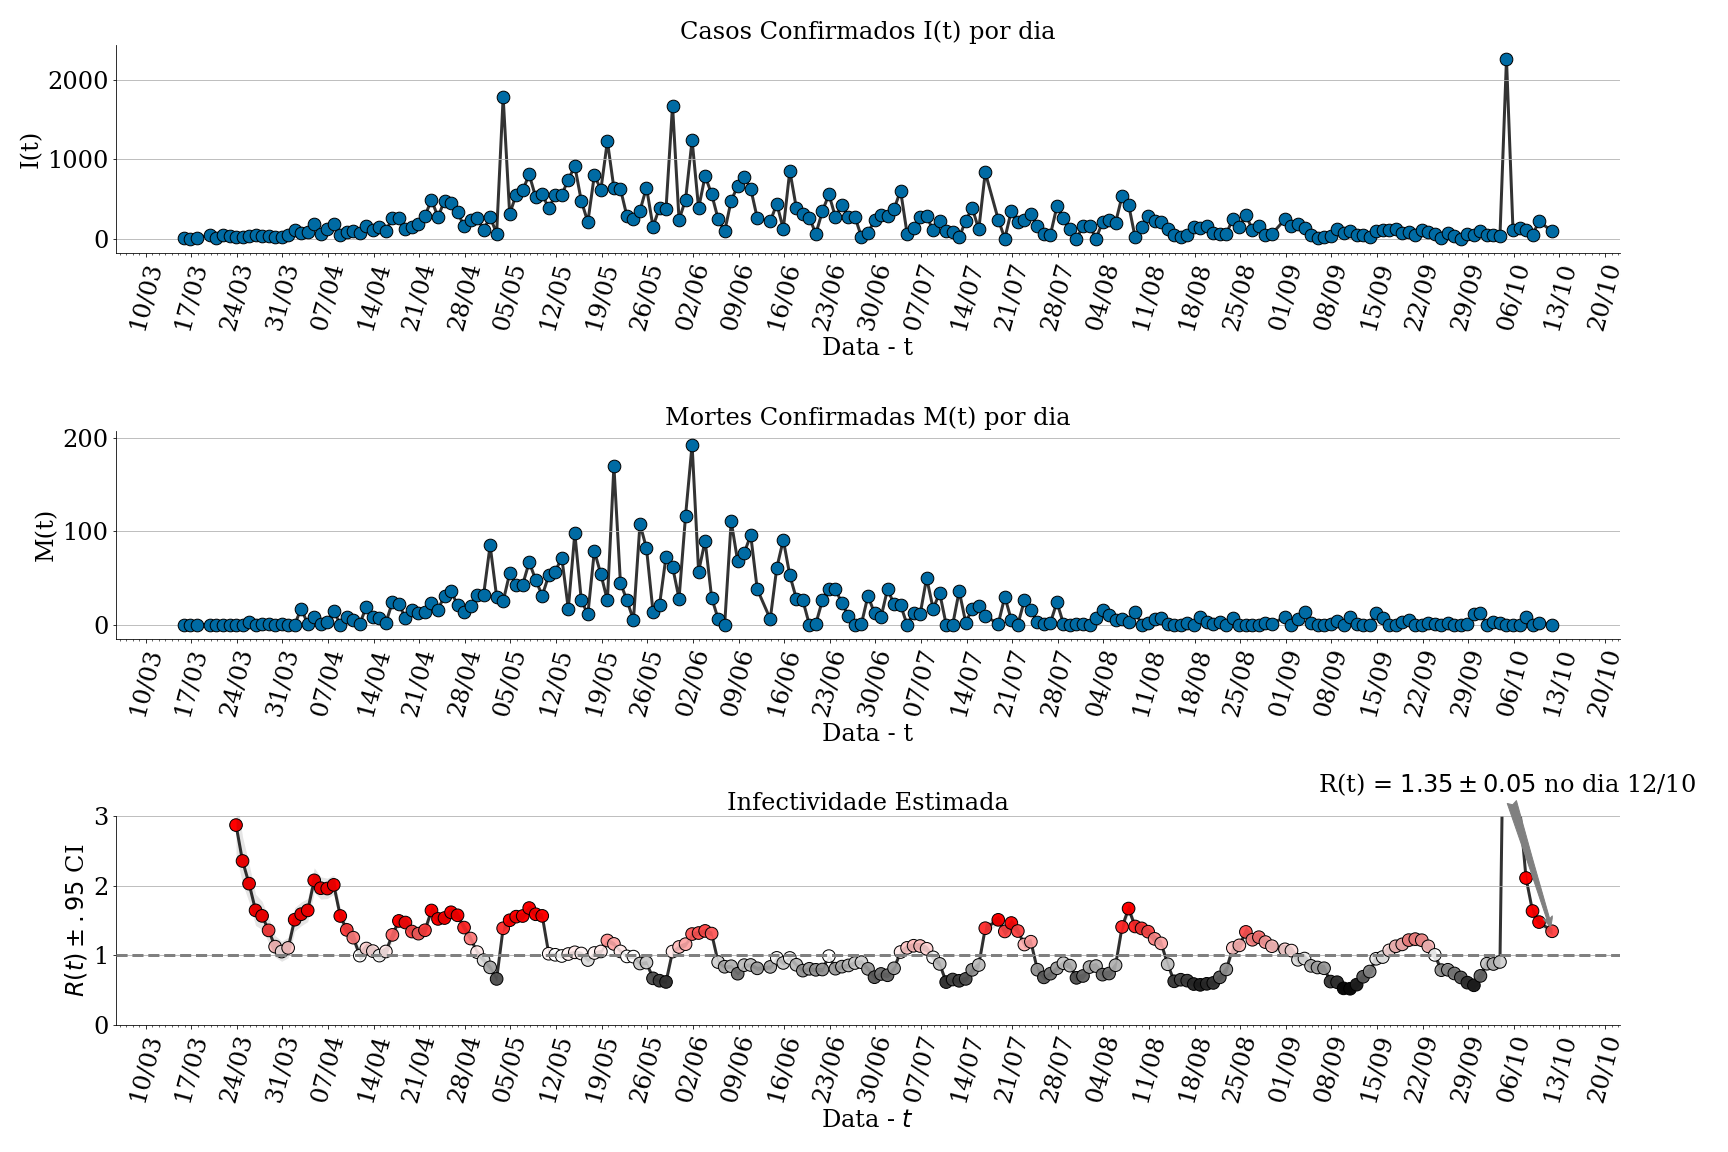 Casos Confirmados I(t) por dia
I(t)
2000
1000
0
10/03 17/03 24/03 31/03 07/04 14/04 21/04 28/04 05/05 12/05 19/05 26/05 02/06 09/06 16/06 23/06 30/06 07/07 14/07 21/07 28/07 04/08 11/08 18/08 25/08 01/09 08/09 15/09 22/09 29/09 06/10 13/10 20/10
Data - t
Mortes Confirmadas M(t) por dia
M(t)
200
100
0
10/03 17/03 24/03 31/03 07/04 14/04 21/04 28/04 05/05 12/05 19/05 26/05 02/06 09/06 16/06 23/06 30/06 07/07 14/07 21/07 28/07 04/08 11/08 18/08 25/08 01/09 08/09 15/09 22/09 29/09 06/10 13/10 20/10
Data - t
R(t) = 1.35 ± 0.05 no dia 12/10
Infectividade Estimada
R(t) ± .95 CI
3
2
1
0
10/03 17/03 24/03 31/03 07/04 14/04 21/04 28/04 05/05 12/05 19/05 26/05 02/06 09/06 16/06 23/06 30/06 07/07 14/07 21/07 28/07 04/08 11/08 18/08 25/08 01/09 08/09 15/09 22/09 29/09 06/10 13/10 20/10
Data - t